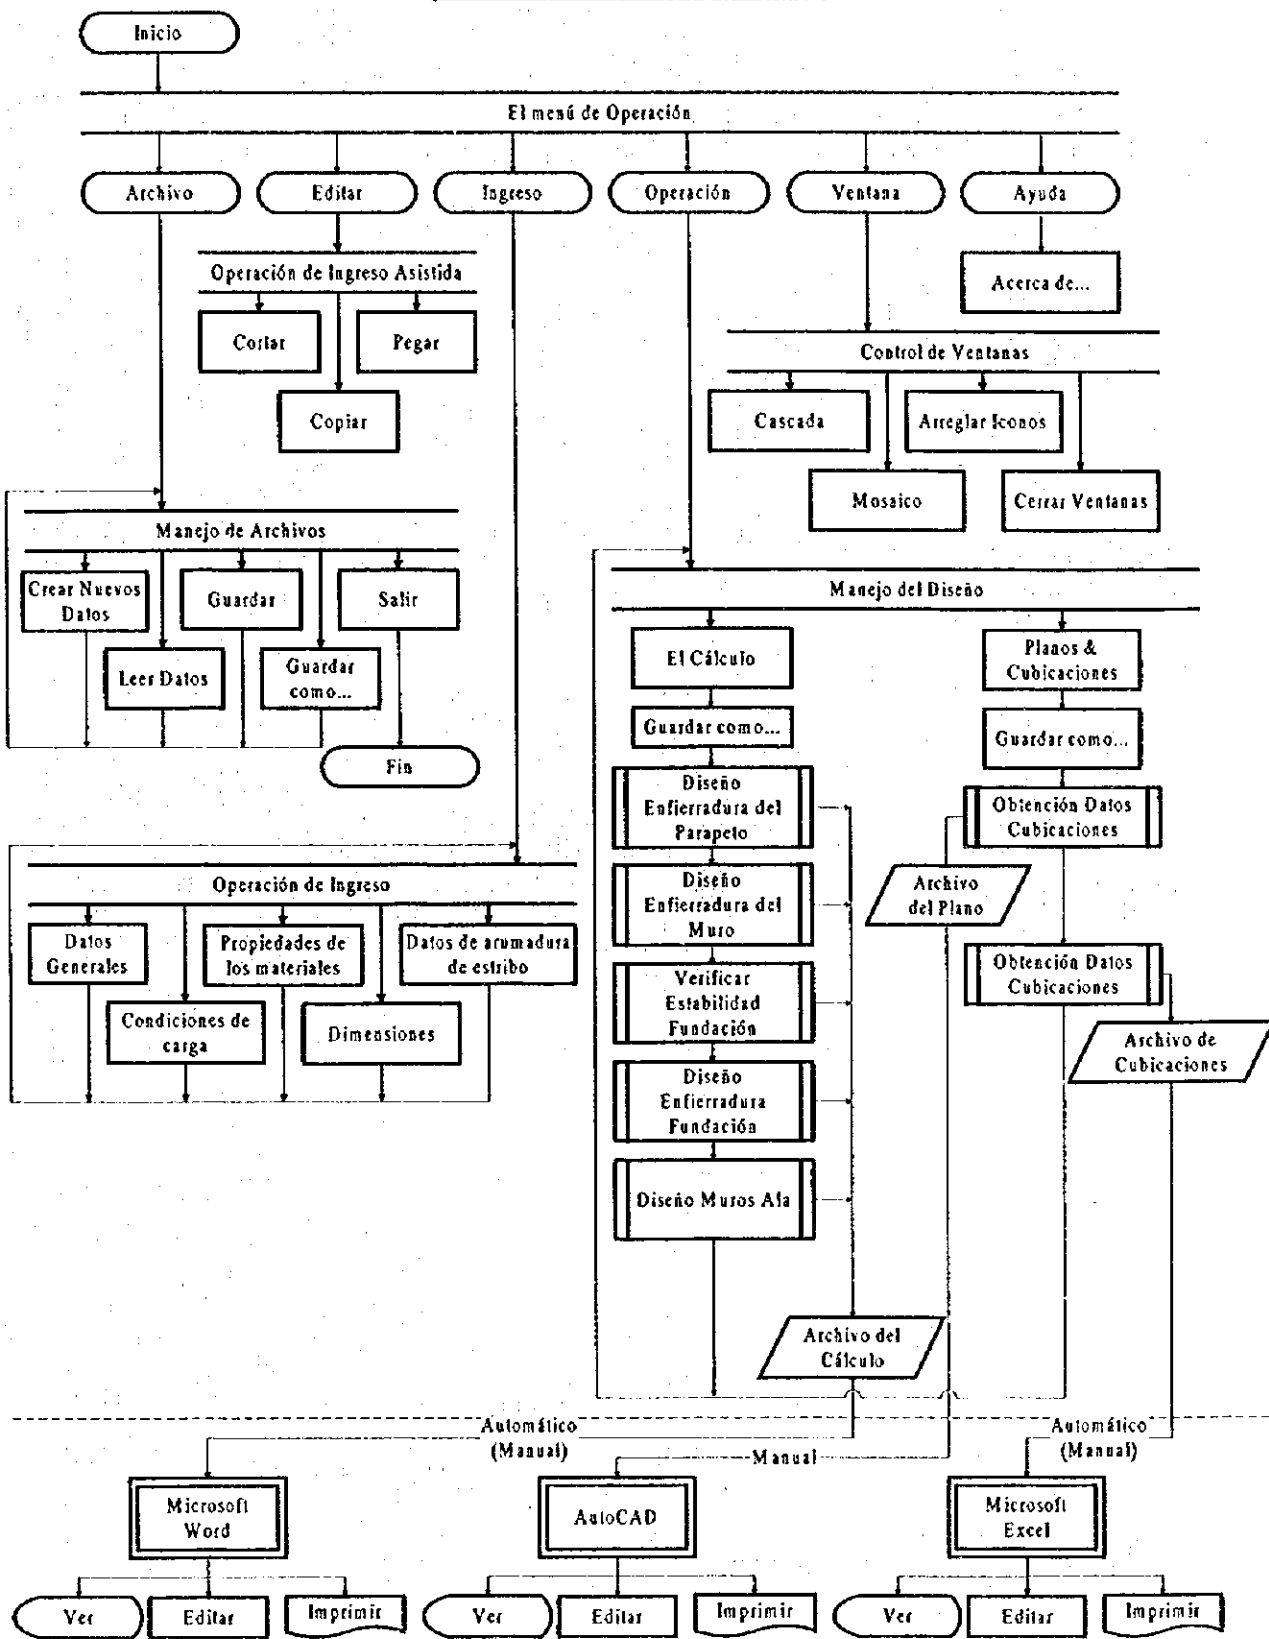 Inicio
El menú de Operación
Archivo
Editar
Ingreso
Operación
Ventana
Ayuda
Operación de Ingreso Asistida
Cortar
Pegar
Copiar
Acerca de...
Control de Ventanas
Cascada
Arreglar Iconos
Mosaico
Cerrar Ventanas
Manejo de Archivos
Crear Nuevos
Datos
Guardar
Salir
Leer Datos
Guardar
como...
Fin
Manejo del Diseño
El Cálculo
Guardar como...
Diseño
Enfierradura del
Parapeto
Diseño
Enfierradura del
Muro
Verificar
Estabilidad
Fundación
Diseño
Enfierradura
Fundación
Diseño Muros Ala
Planos &
Cubicaciones
Guardar como...
Obtención Datos
Cubicaciones
Archivo
del Plano
Obtención Datos
Cubicaciones
Archivo de
Cubicaciones
Archivo del
Cálculo
Operación de Ingreso
Datos
Generales
Propiedades de
los materiales
Datos de arumadura
de estribo
Condiciones de
carga
Dimensiones
Automático
(Manual)
Manual
Automático
(Manual)
Microsoft
Word
AutoCAD
Microsoft
Excel
Ver
Editar
Imprimir
Ver
Editar
Imprimir
Ver
Editar
Imprimir